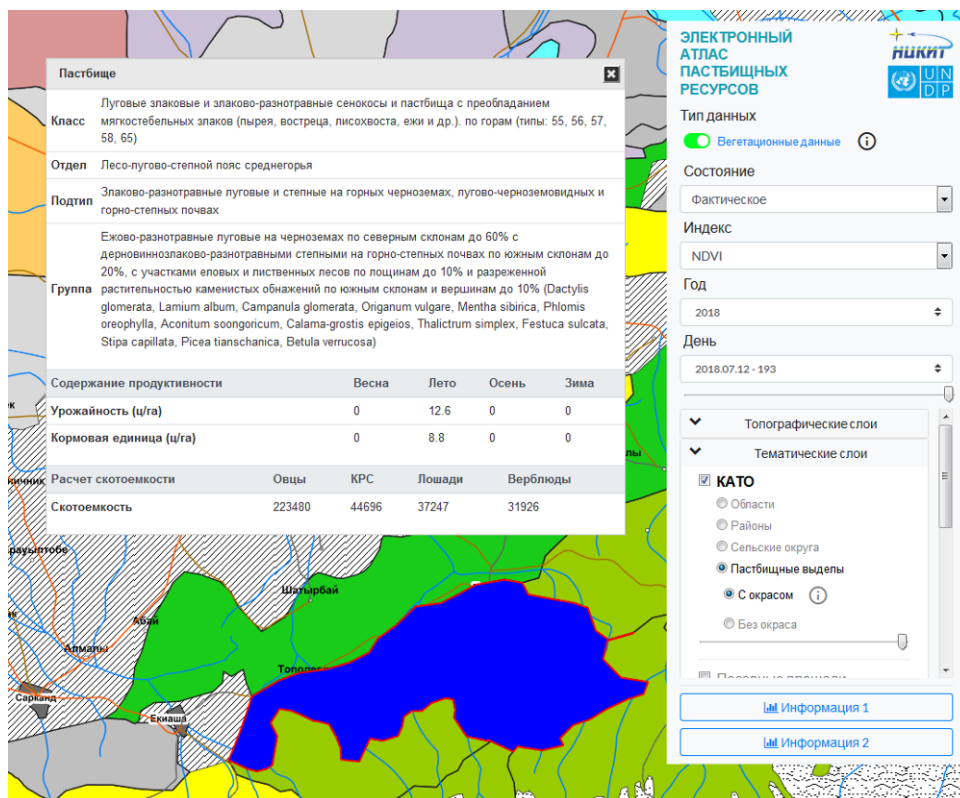 Пастбище
Класс
Луговые злаковые и злаково-разнотравные сенокосы и пастбища с преобладанием
мягкостебельных злаков (пырея, востреца, лисохвоста, ежи и др.). по горам (типы: 55, 56, 57,
58, 65)
Отдел Лесо-лугово-степной пояс среднегорья
Подтип
Злаково-разнотравные луговые и степные на горных черноземах, лугово-черноземовидных и
горно-степных почвах
Группа
Ежово-разнотравные луговые на черноземах по северным склонам до 60% с
дерновиннозлаково-разнотравными степными на горно-степных почвах по южным склонам до
20%, с участками еловых и лиственных лесов по лощинам до 10% и разреженной
растительностью каменистых обнажений по южным склонам и вершинам до 10% (Dactylis
glomerata, Lamium album, Campanula glomerata, Origanum vulgare, Mentha sibirica, Phlomis
oreophylla, Aconitum soongoricum, Calama-grostis epigeios, Thalictrum simplex, Festuca sulcata,
Stipa capillata, Picea tianschanica, Betula verrucosa)
Содержание продуктивности Весна Лето Осень Зима
Урожайность (ц/га) 0 12.6 0 0
Кормовая единица (ц/га) 0 8.8 0 0
Расчет скотоемкости Овцы КРС Лошади Верблюды
Скотоемкость 223480 44696 37247 31926
Шатырбай
Абай
Алмалы
Сарканд
Екиаша
ЭЛЕКТРОННЫЙ
АТЛАС
ПАСТБИЩНЫХ
РЕСУРСОВ
НИКИТ
UN
DP
Тип данных
Вегетационные данные
Состояние
Фактическое
Индекс
NDVI
Год
2018
День
2018.07.12 - 193
Топографические слои
Тематические слои
КАТО
Области
Районы
Сельские округа
Пастбищные выделы
С окрасом
Без окраса
Информация 1
Информация 2